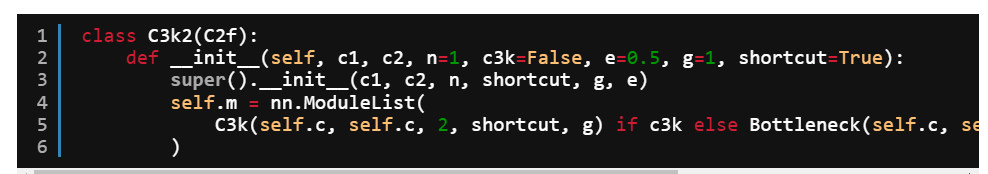 1 class C3k2(C2f):
2     def __init__(self, c1, c2, n=1, c3k=False, e=0.5, g=1, shortcut=True):
3         super().__init__(c1, c2, n, shortcut, g, e)
4         self.m = nn.ModuleList(
5             C3k(self.c, self.c, 2, shortcut, g) if c3k else Bottleneck(self.c, se
6         )